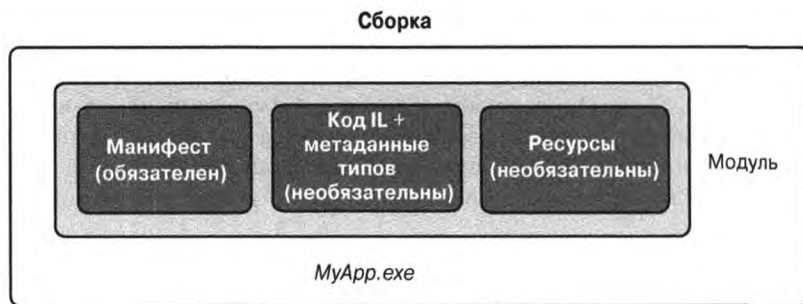 Сборка
Манифест
(обязателен)
Код IL +
метаданные
типов
(необязательны)
Ресурсы
(необязательны)
Модуль
MyApp.exe